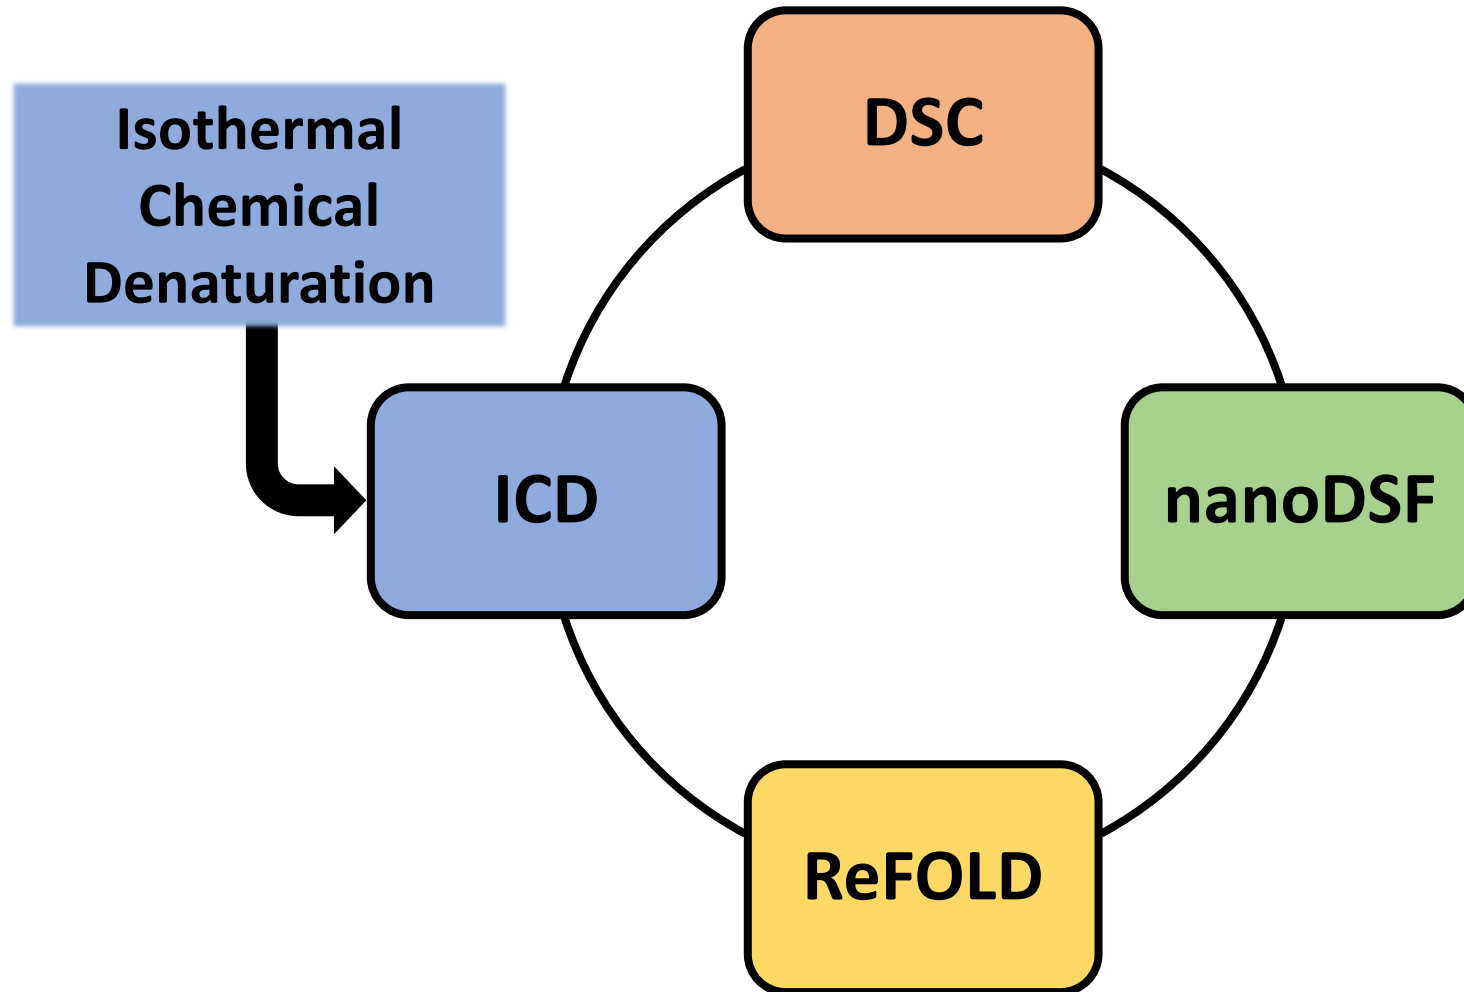 DSC
Isothermal
Chemical
Denaturation
ICD
nanoDSF
ReFOLD